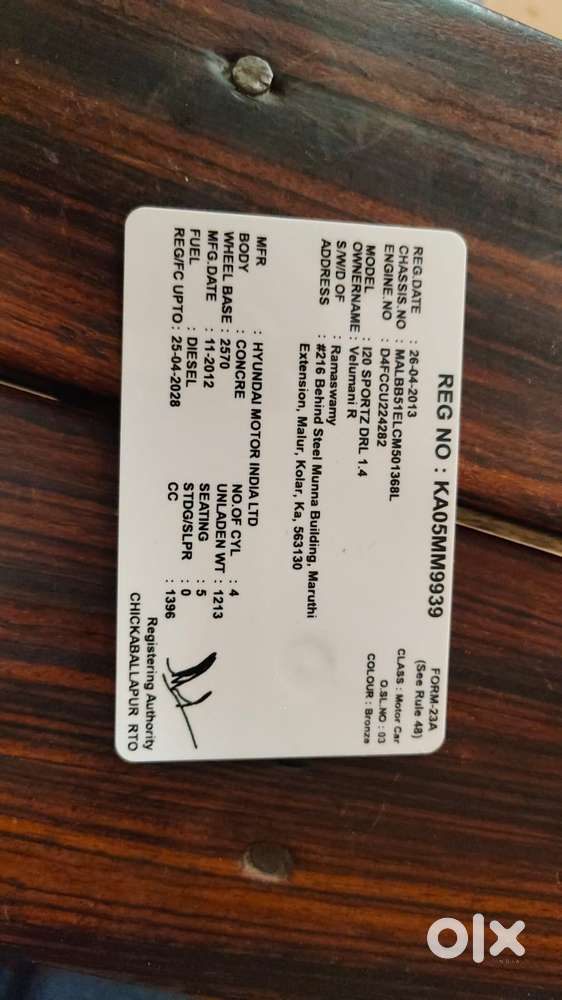 FORM-23A
(See Rule 48)
REG NO : KA05MM9939
CLASS : Motor Car
O.SL.NO : 03
COLOUR : Bronze
REG.DATE : 26-04-2013
CHASSIS.NO : MALBB51ELCM501368L
ENGINE.NO : D4FCCU224282
MODEL : I20 SPORTZ DRL 1.4
OWNERNAME : Velumani R
S/W/D OF : Ramaswamy
ADDRESS : #216 Behind Steel Munna Building, Maruthi
Extension, Malur, Kolar, Ka, 563130
MFR : HYUNDAI MOTOR INDIA LTD
BODY : CONCRE NO.OF CYL : 4
WHEEL BASE : 2570 UNLADEN WT : 1213
MFG.DATE : 11-2012 SEATING : 5
FUEL : DIESEL STDG/SLPR : 0
REG/FC UPTO : 25-04-2028 CC : 1396
Registering Authority
CHICKABALLAPUR RTO
olx
INDIA